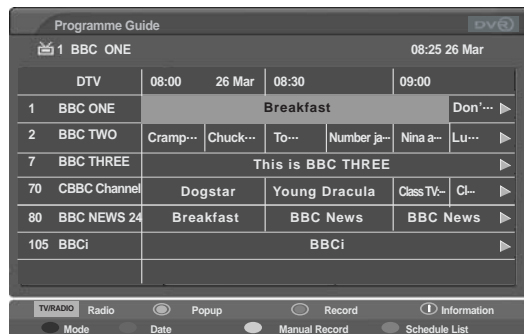 Programme Guide DVR
1 BBC ONE 08:25 26 Mar
DTV 08:00 26 Mar 08:30 09:00
1 BBC ONE Breakfast Don'...
2 BBC TWO Cramp... Chuck... To... Number ja... Nina a... Lu...
7 BBC THREE This is BBC THREE
70 CBBC Channel Dogstar Young Dracula Class TV:... Cl...
80 BBC NEWS 24 Breakfast BBC News BBC News
105 BBCi BBCi
TV/RADIO Radio Popup Record Information
Mode Date Manual Record Schedule List